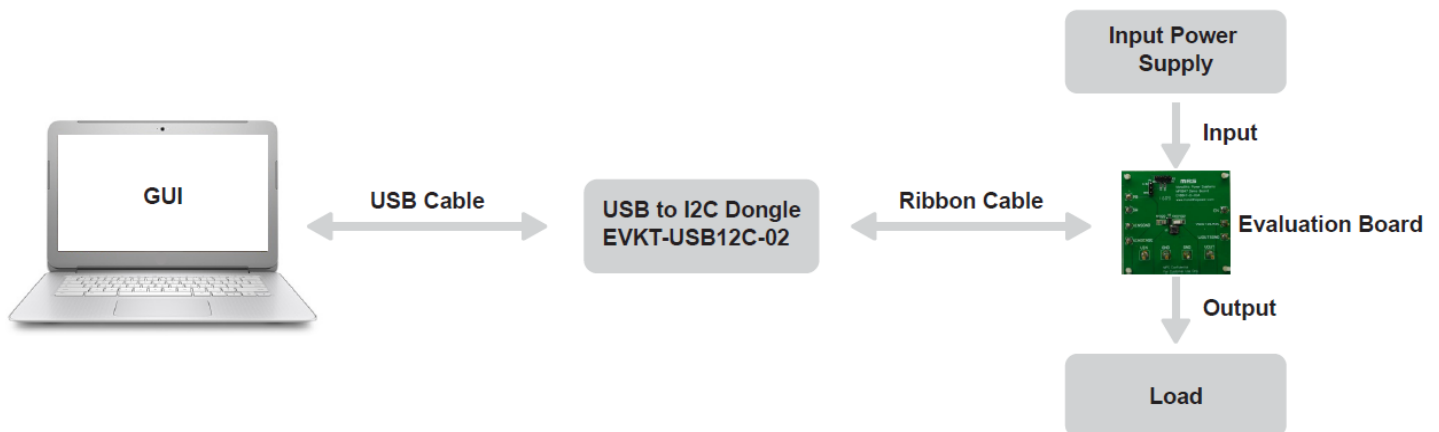 Input Power
Supply
Input
GUI
USB Cable
USB to I2C Dongle
EVKT-USB12C-02
Ribbon Cable
Evaluation Board
Output
Load